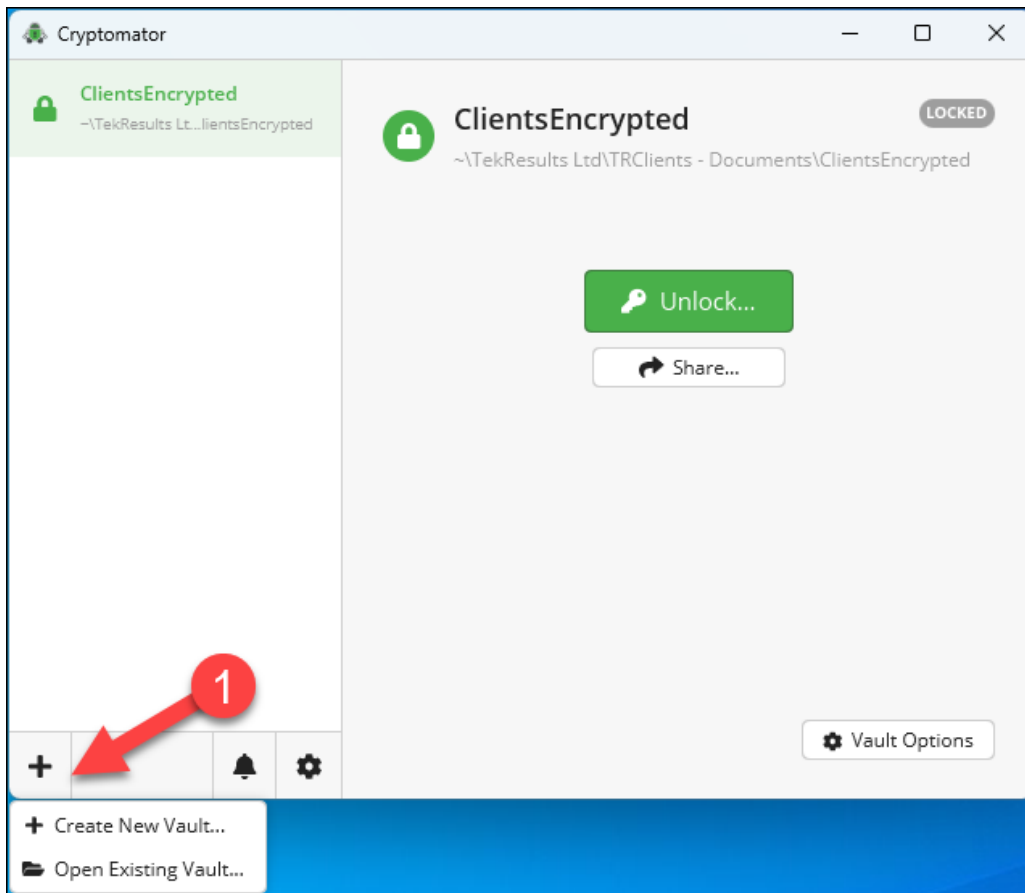 Cryptomator
ClientsEncrypted
~\TekResults Lt...lientsEncrypted
ClientsEncrypted
LOCKED
~\TekResults Ltd\TRClients - Documents\ClientsEncrypted
Unlock...
Share...
1
Vault Options
Create New Vault...
Open Existing Vault...